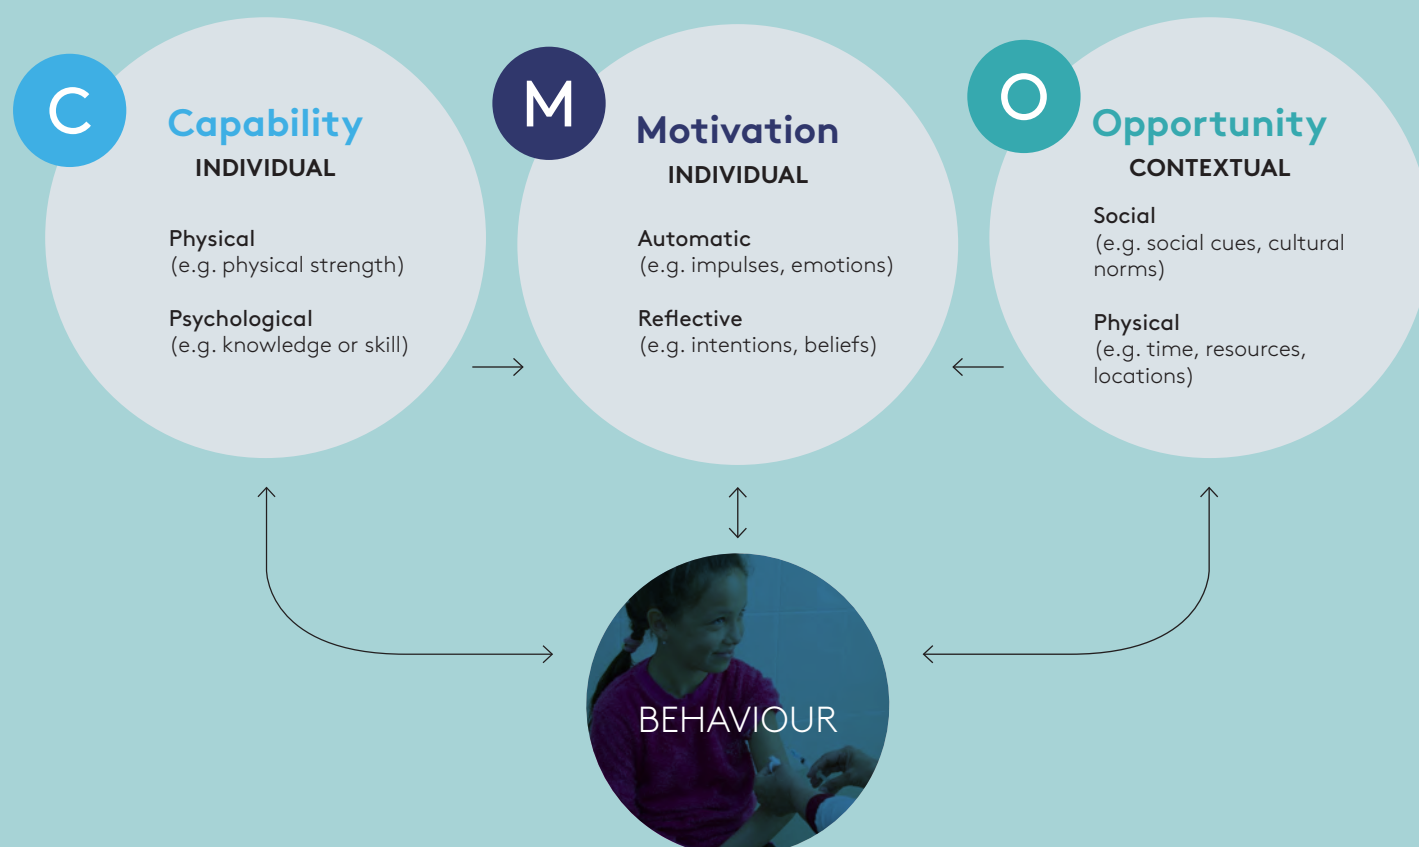 C
Capability
INDIVIDUAL
Physical
(e.g. physical strength)
Psychological
(e.g. knowledge or skill)
M
Motivation
INDIVIDUAL
Automatic
(e.g. impulses, emotions)
Reflective
(e.g. intentions, beliefs)
O
Opportunity
CONTEXTUAL
Social
(e.g. social cues, cultural
norms)
Physical
(e.g. time, resources,
locations)
BEHAVIOUR